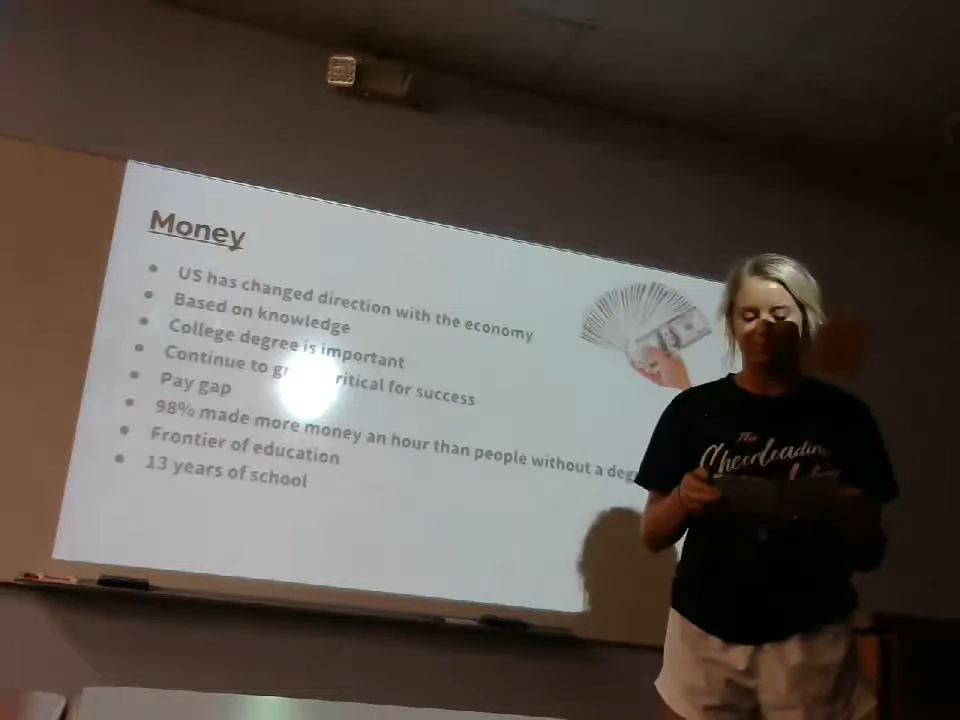 Money
US has changed direction with the economy
Based on knowledge
College degree is important
Continue to critical for success
Pay gap
98% made more money an hour than people without a
Frontier of education
13 years of school
The
Cheerleading